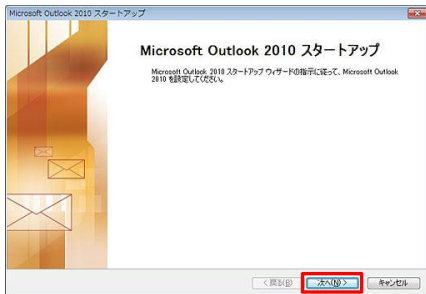 Microsoft Outlook 2010 スタートアップ
Microsoft Outlook 2010 スタートアップ
Microsoft Outlook 2010 スタートアップ ウィザードの指示に従って、Microsoft Outlook
2010 を設定してください。
< 戻る(B)
次へ(N) >
キャンセル